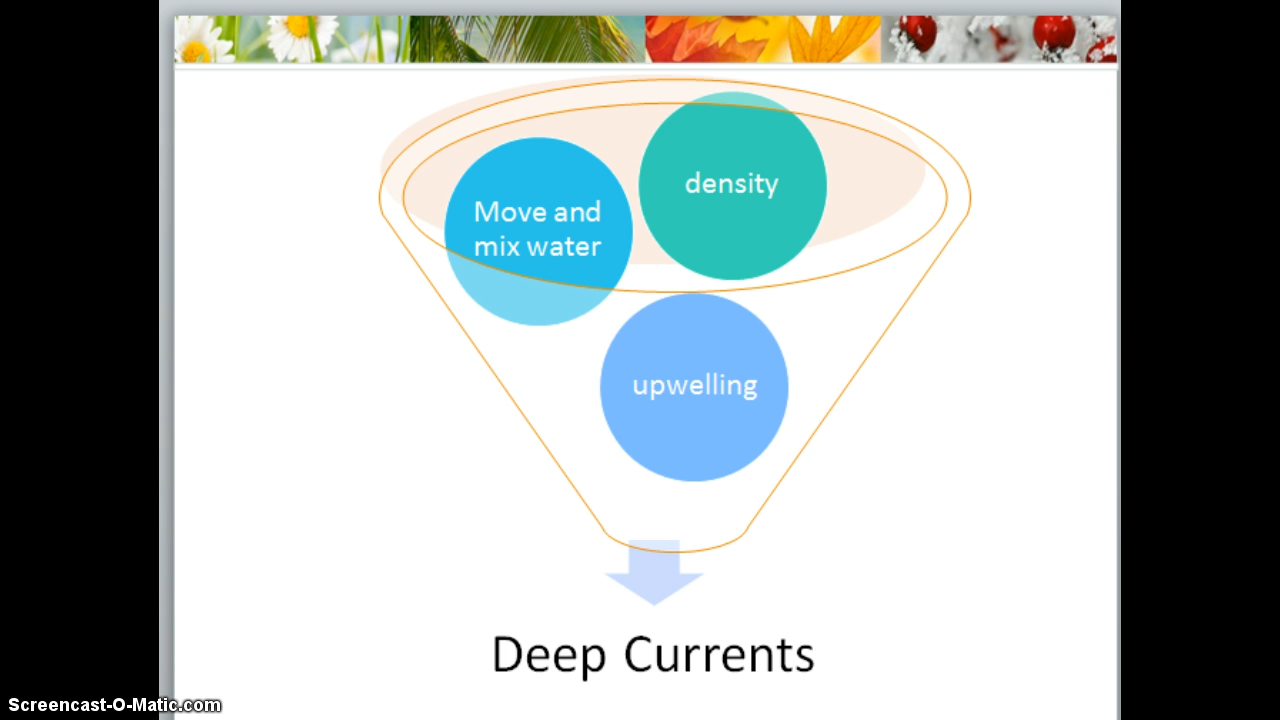 density
Move and
mix water
upwelling
Deep Currents
Screencast-O-Matic.com